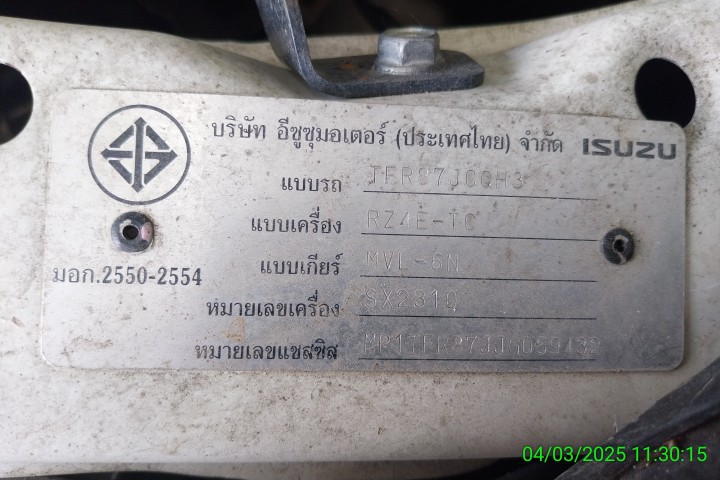 บริษัท อีซูซุมอเตอร์ (ประเทศไทย) จำกัด ISUZU
แบบรถ
แบบเครื่อง RZ4E-TC
แบบเกียร์ MVL-6N
มอก.2550-2554
หมายเลขเครื่อง
หมายเลขแชสซิส
04/03/2025 11:30:15